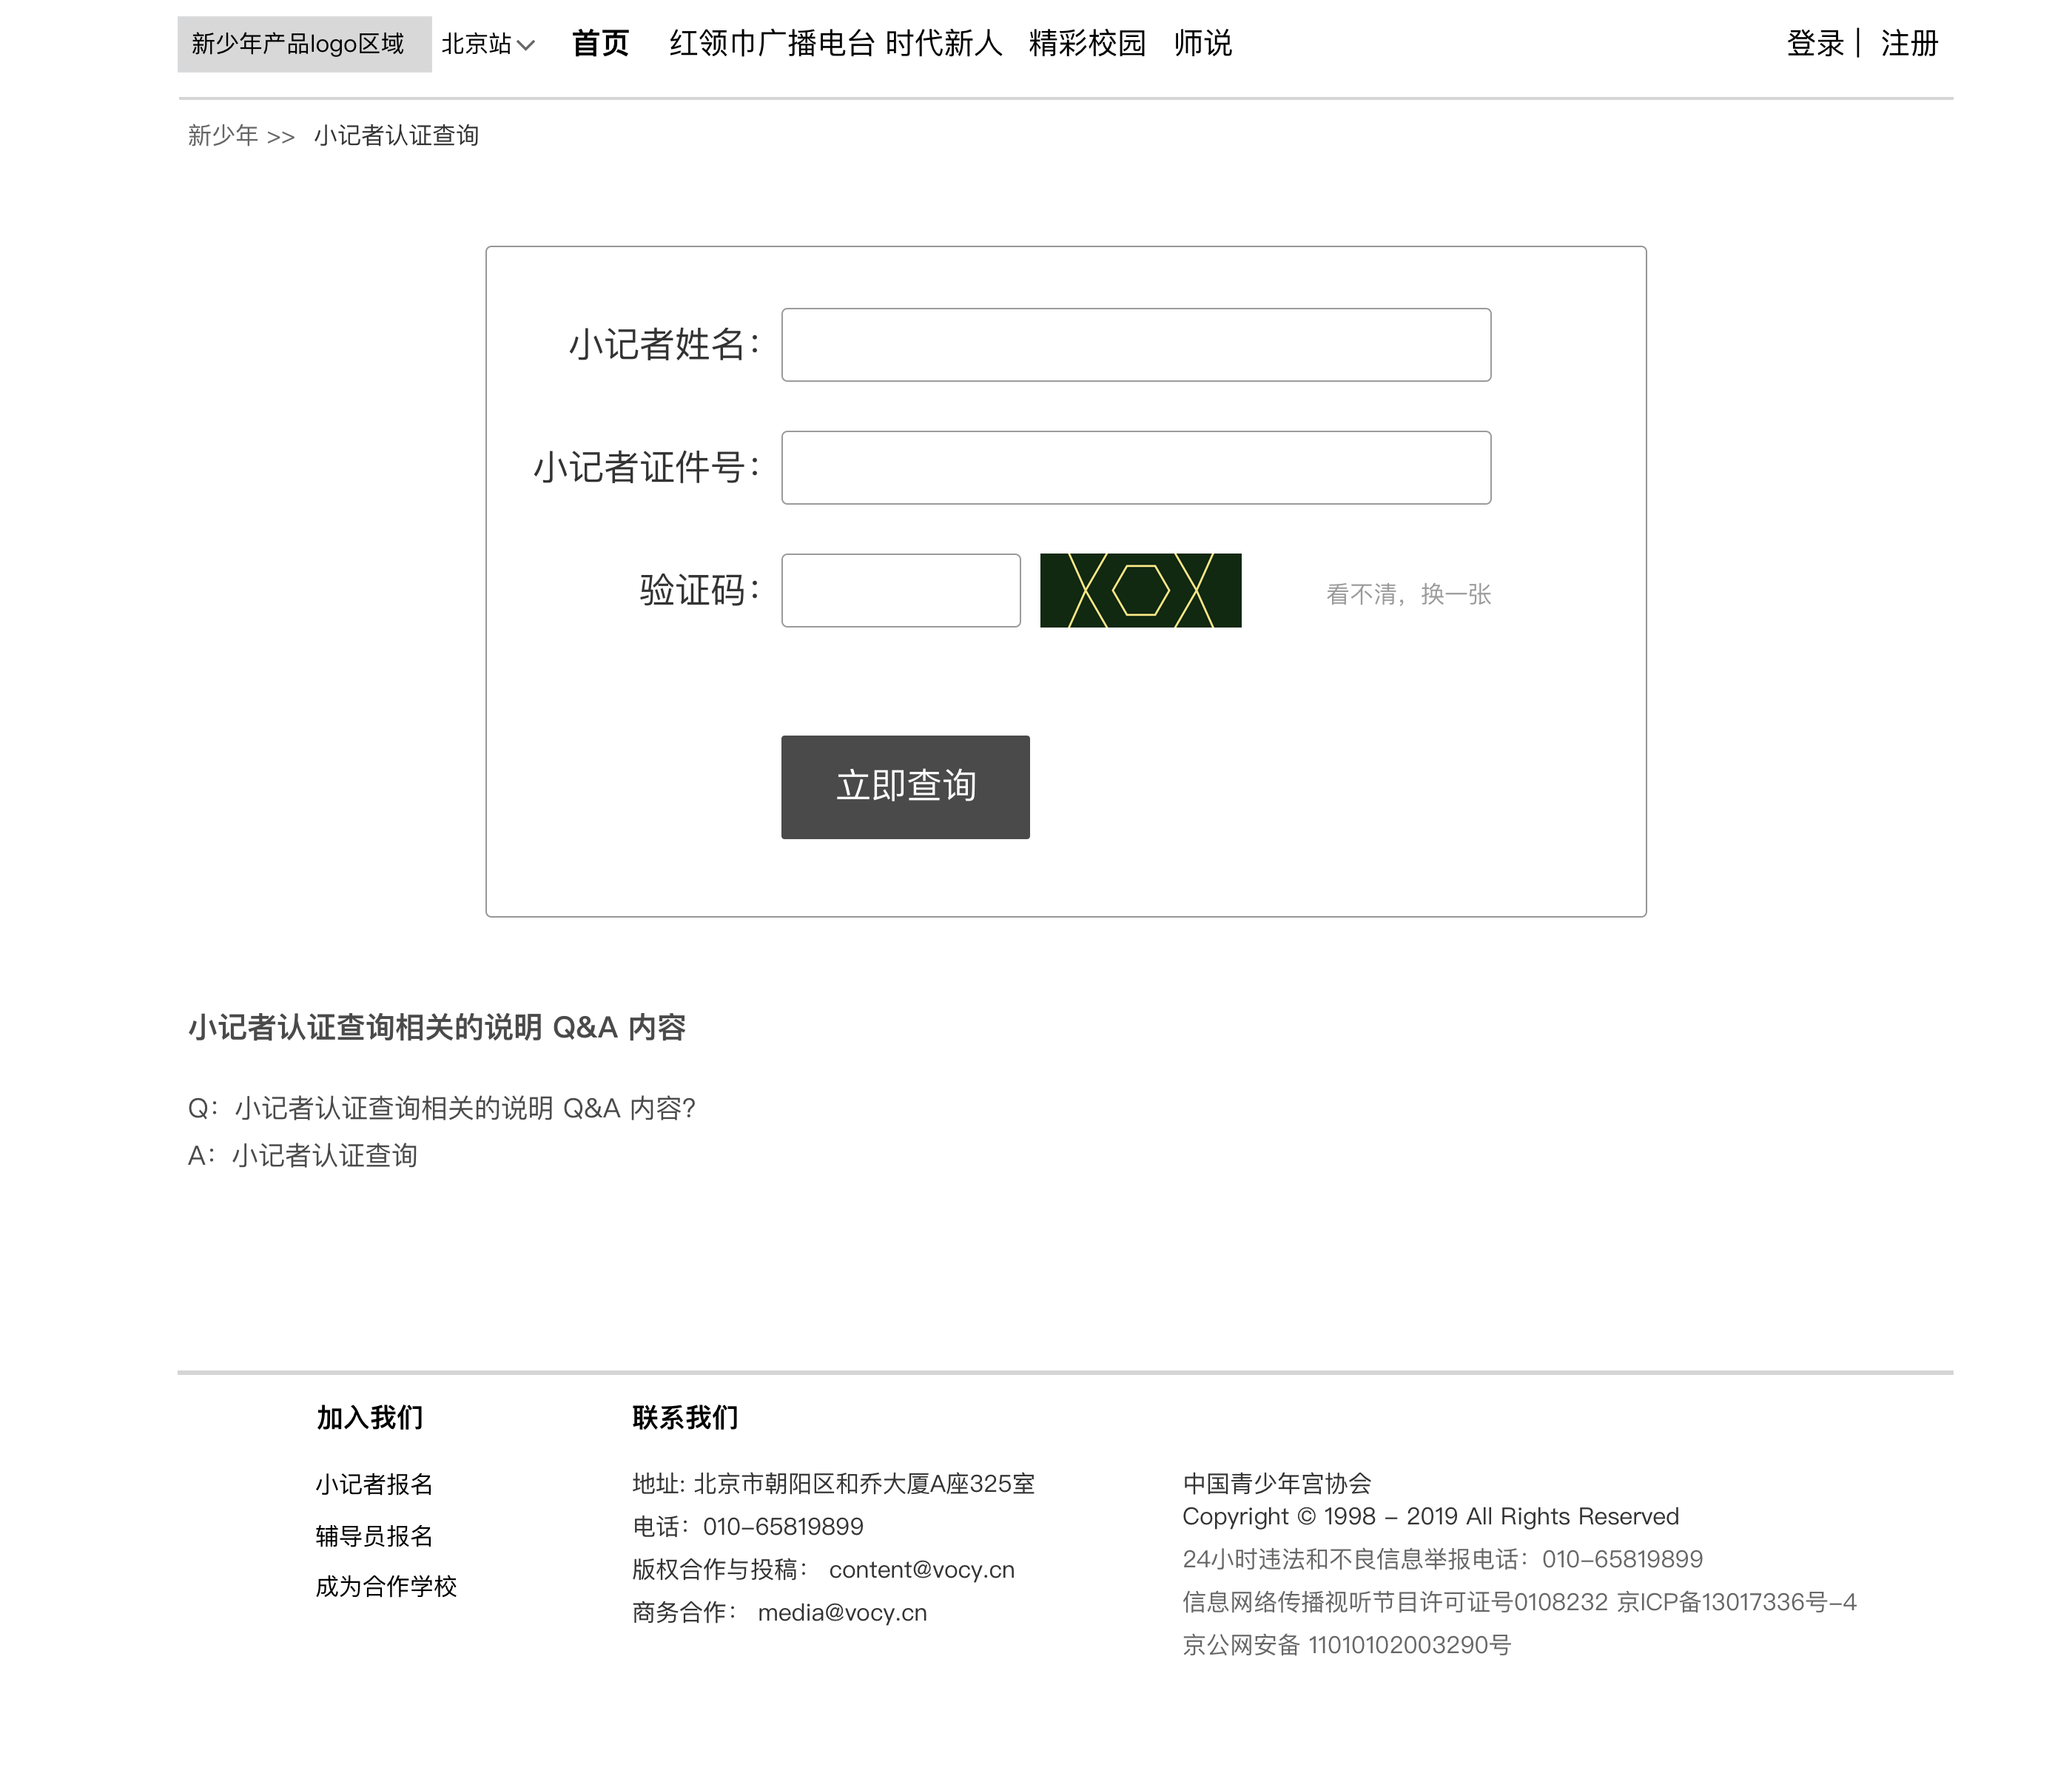 新少年产品logo区域 北京站 首页 红领巾广播电台 时代新人 精彩校园 师说 登录 | 注册
新少年 >> 小记者认证查询
小记者姓名：
小记者证件号：
验证码： 看不清，换一张
立即查询
小记者认证查询相关的说明 Q&A 内容
Q：小记者认证查询相关的说明 Q&A 内容?
A：小记者认证查询
加入我们
小记者报名
辅导员报名
成为合作学校
联系我们
地址: 北京市朝阳区和乔大厦A座325室
电话：010-65819899
版权合作与投稿： content@vocy.cn
商务合作： media@vocy.cn
中国青少年宫协会
Copyright © 1998 - 2019 All Rights Reserved
24小时违法和不良信息举报电话：010-65819899
信息网络传播视听节目许可证号0108232 京ICP备13017336号-4
京公网安备 11010102003290号